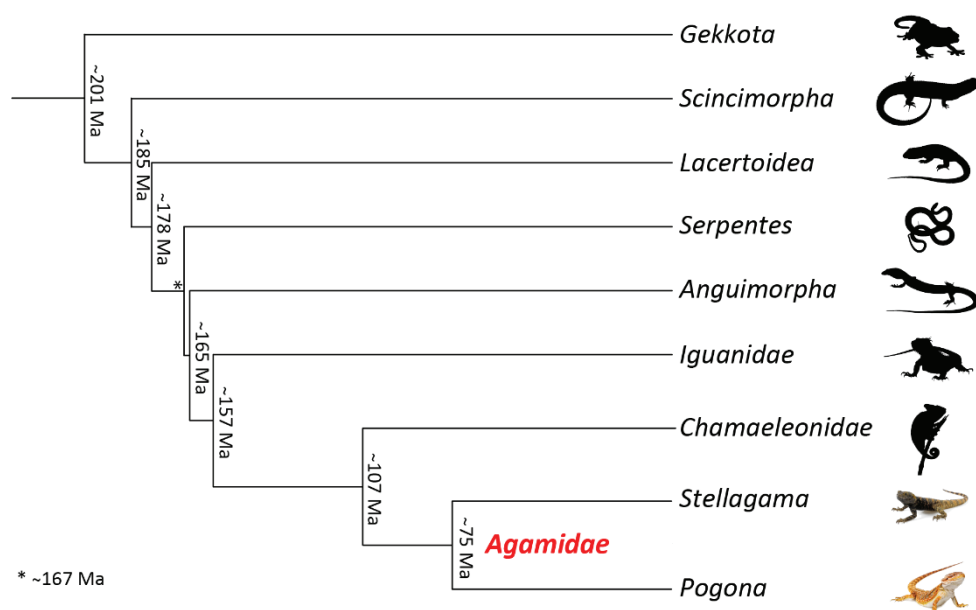 Gekkota
~201 Ma
Scincimorpha
~185 Ma
Lacertoidea
~178 Ma
Serpentes
*
Anguimorpha
~165 Ma
Iguanidae
~157 Ma
Chamaeleonidae
~107 Ma
Stellagama
~75 Ma
Agamidae
Pogona
* ~167 Ma